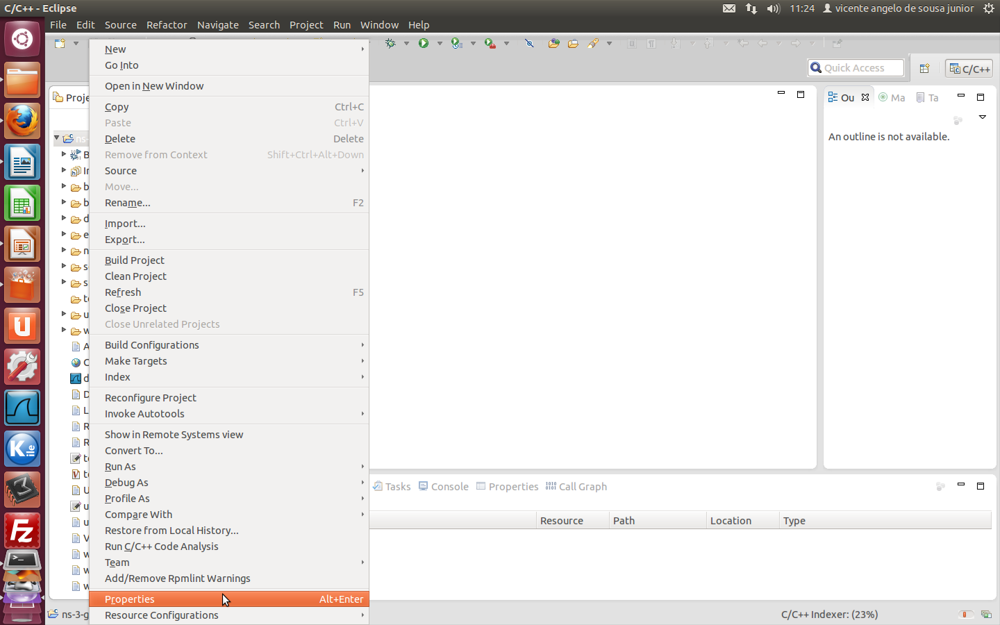 C/C++ - Eclipse
11:24
vicente angelo de sousa junior
File Edit Source Refactor Navigate Search Project Run Window Help
Quick Access
C/C++
Proje
Ou
Ma
Ta
An outline is not available.
New
Go Into
Open in New Window
Copy Ctrl+C
Paste Ctrl+V
Delete Delete
Remove from Context Shift+Ctrl+Alt+Down
Source
Move...
Rename... F2
Import...
Export...
Build Project
Clean Project
Refresh F5
Close Project
Close Unrelated Projects
Build Configurations
Make Targets
Index
Reconfigure Project
Invoke Autotools
Show in Remote Systems view
Convert To...
Run As
Debug As
Profile As
Compare With
Restore from Local History...
Run C/C++ Code Analysis
Team
Add/Remove Rpmlint Warnings
Properties Alt+Enter
Resource Configurations
Tasks Console Properties Call Graph
Resource Path Location Type
ns-3-g
C/C++ Indexer: (23%)